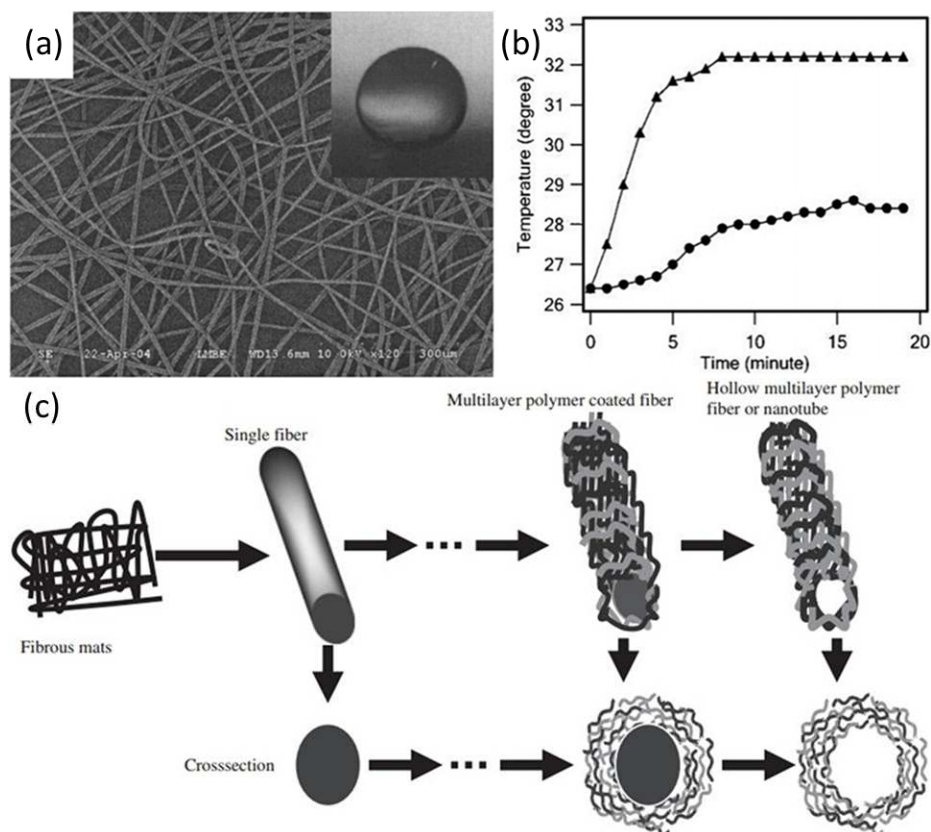 (a)
SE 22-Apr-04 LMBE WD13.6mm 10.0kV x120 300um
(b)
33
32
31
30
29
28
27
26
Temperature (degree)
0 5 10 15 20
Time (minute)
(c)
Fibrous mats
Single fiber
Multilayer polymer coated fiber
Hollow multilayer polymer
fiber or nanotube
Crosssection